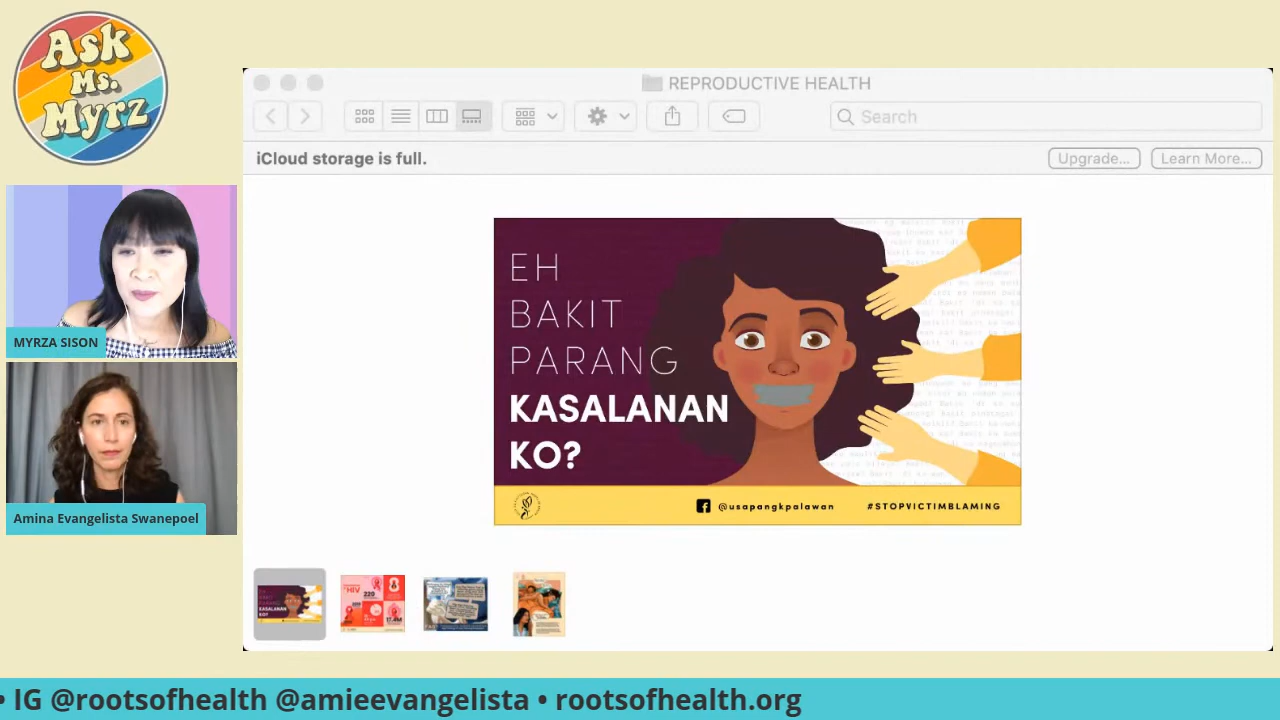 Ask
Ms.
Myrz
REPRODUCTIVE HEALTH
Search
iCloud storage is full.
Upgrade...
Learn More...
EH
BAKIT
PARANG
KASALANAN
KO?
@usapangkpalawan
#STOPVICTIMBLAMING
MYRZA SISON
Amina Evangelista Swanepoel
• IG @rootsofhealth @amieevangelista • rootsofhealth.org